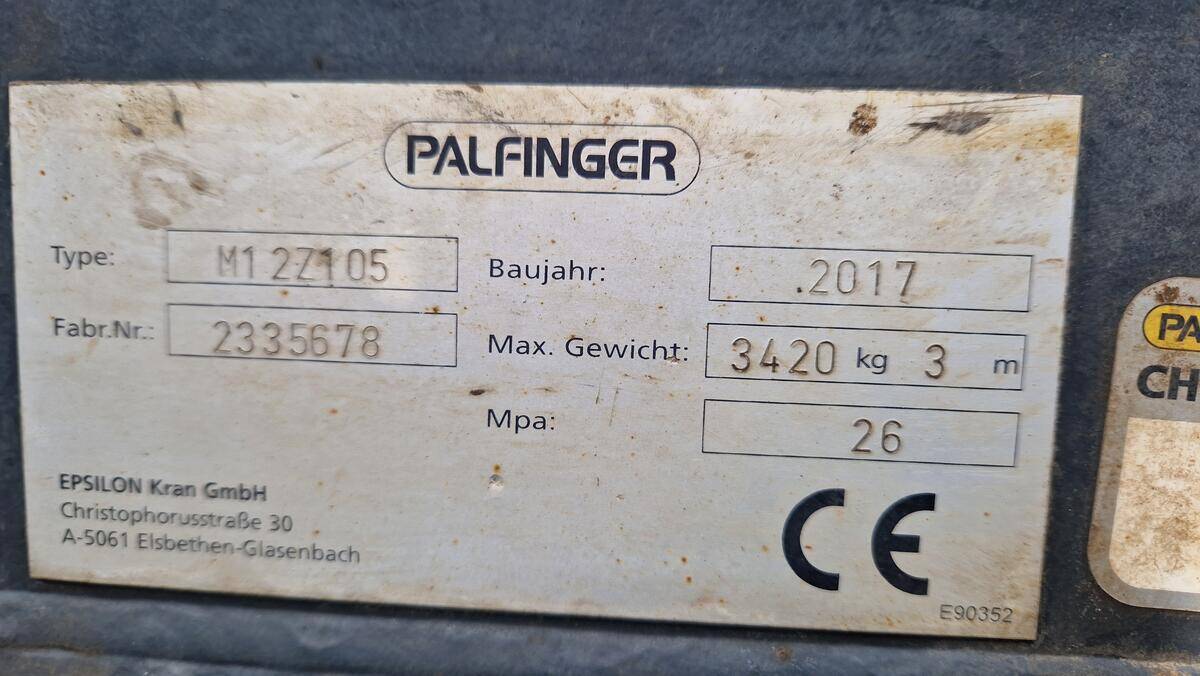 PALFINGER
Type: M12Z105
Baujahr: .2017
Fabr.Nr.: 2335678
Max. Gewicht: 3420 kg 3 m
Mpa: 26
EPSILON Kran GmbH
Christophorusstraße 30
A-5061 Elsbethen-Glasenbach
CE
E90352
PA
CH